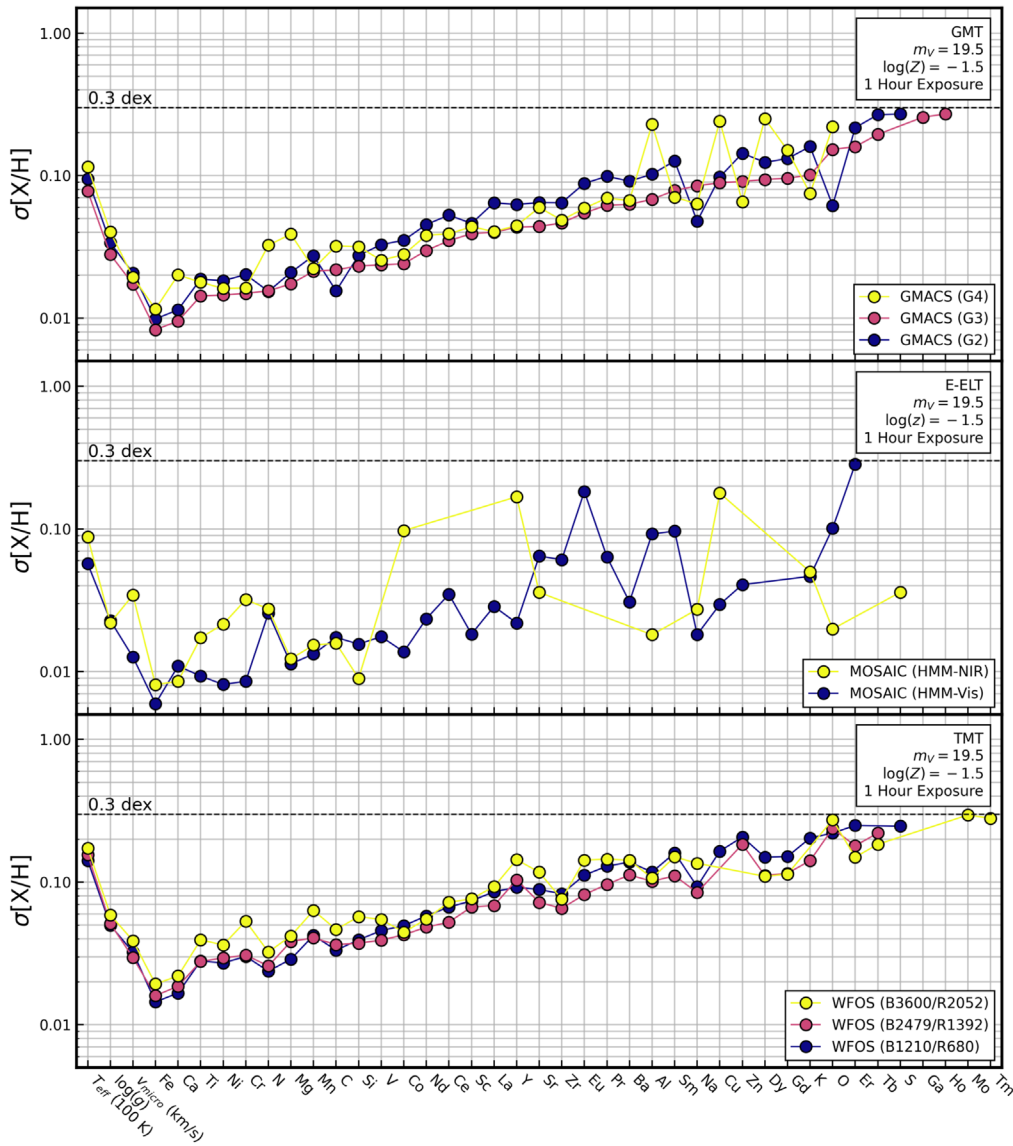 GMT
m_V = 19.5
log(Z) = −1.5
1 Hour Exposure
0.3 dex
1.00
0.10
0.01
σ[X/H]
GMACS (G4)
GMACS (G3)
GMACS (G2)
E-ELT
m_V = 19.5
log(z) = −1.5
1 Hour Exposure
0.3 dex
1.00
0.10
0.01
σ[X/H]
MOSAIC (HMM-NIR)
MOSAIC (HMM-Vis)
TMT
m_V = 19.5
log(Z) = −1.5
1 Hour Exposure
0.3 dex
1.00
0.10
0.01
σ[X/H]
WFOS (B3600/R2052)
WFOS (B2479/R1392)
WFOS (B1210/R680)
T_eff (100 K)
log(g)
v_micro (km/s)
Fe
Ca
Ti
Ni
Cr
N
Mg
Mn
C
Si
V
Co
Nd
Ce
Sc
La
Y
Sr
Zr
Eu
Pr
Ba
Al
Sm
Na
Cu
Zn
Dy
Gd
K
O
Er
Tb
S
Ga
Ho
Mo
Tm